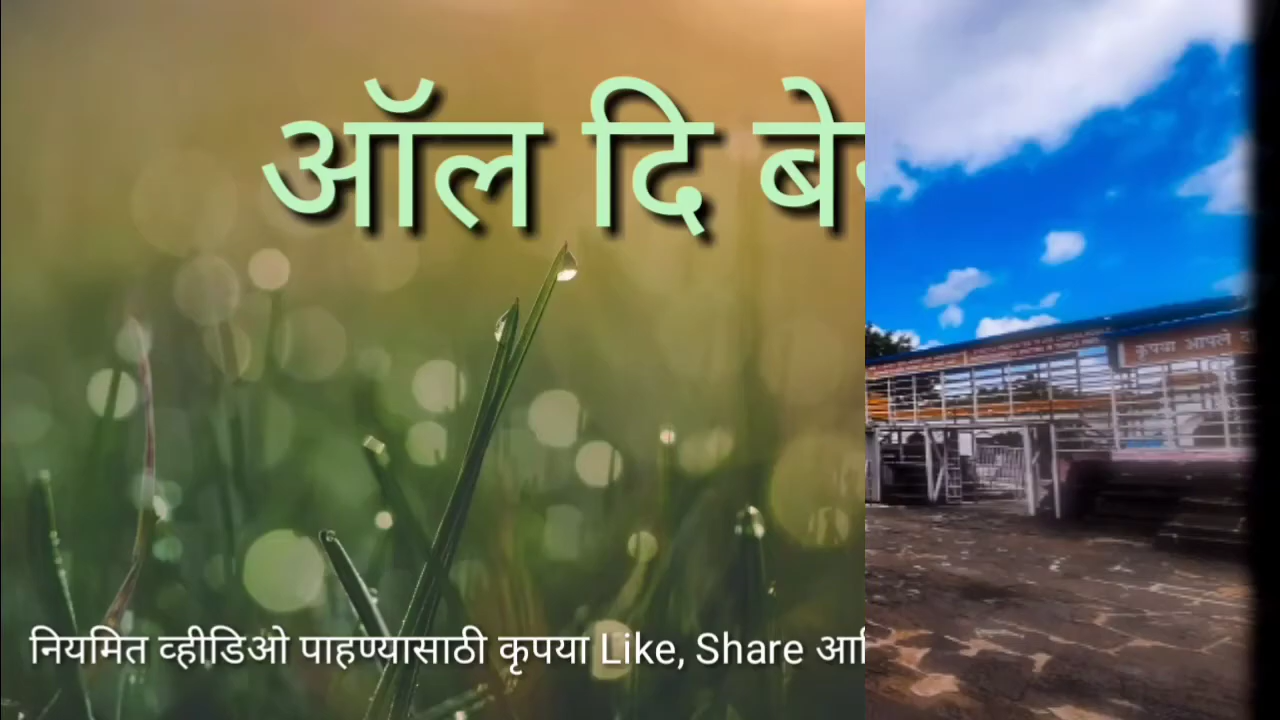 ऑल दि बे
नियमित व्हीडिओ पाहण्यासाठी कृपया Like, Share
कृपया आपले